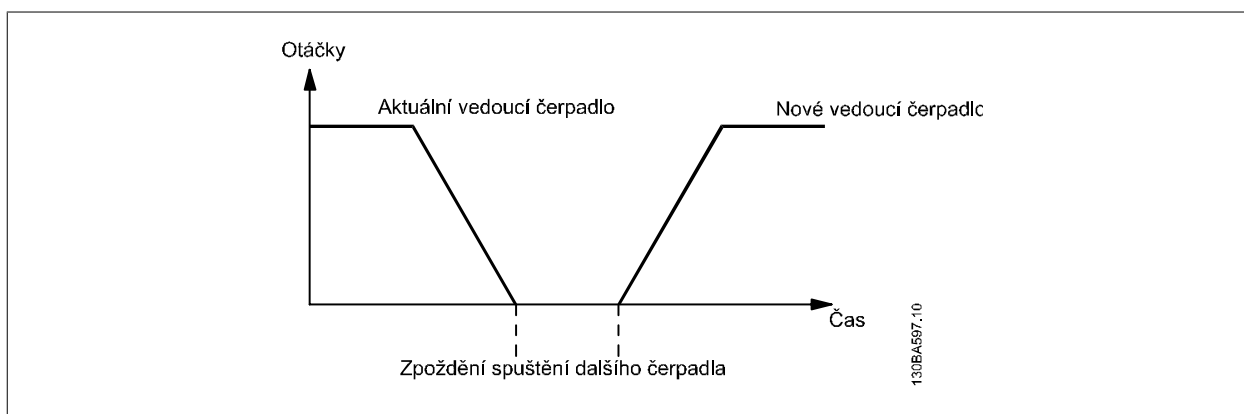 Otáčky
Aktuální vedoucí čerpadlo
Nové vedoucí čerpadlo
Čas
Zpoždění spuštění dalšího čerpadla
130BA597.10